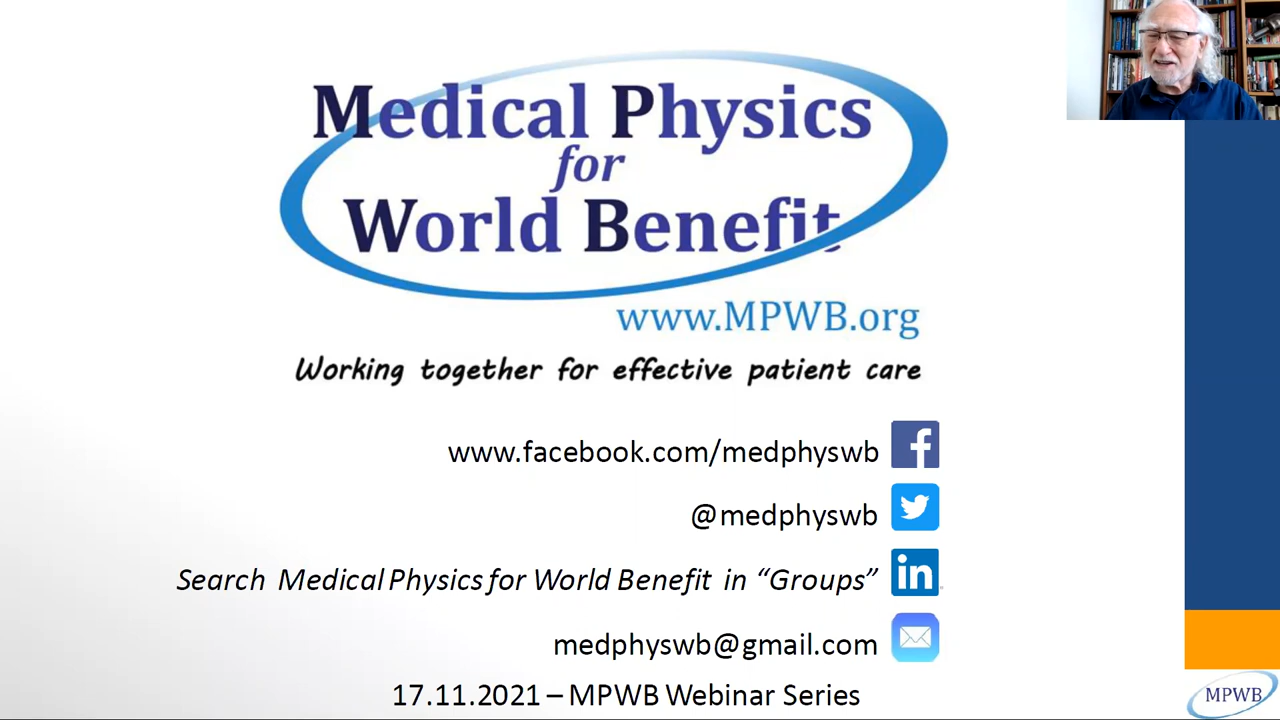 Medical Physics
for
World Benefit
www.MPWB.org
Working together for effective patient care
www.facebook.com/medphyswb
@medphyswb
Search Medical Physics for World Benefit in “Groups”
medphyswb@gmail.com
17.11.2021 – MPWB Webinar Series
MPWB